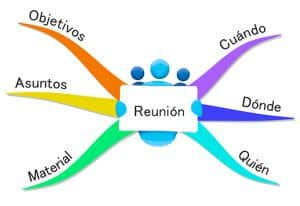 Objetivos
Asuntos
Material
Reunión
Cuándo
Dónde
Quién